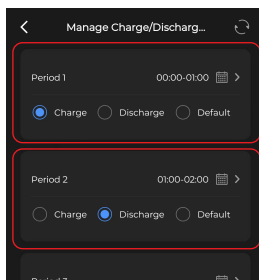 Manage Charge/Discharg...
Period 1 00:00-01:00
Charge Discharge Default
Period 2 01:00-02:00
Charge Discharge Default